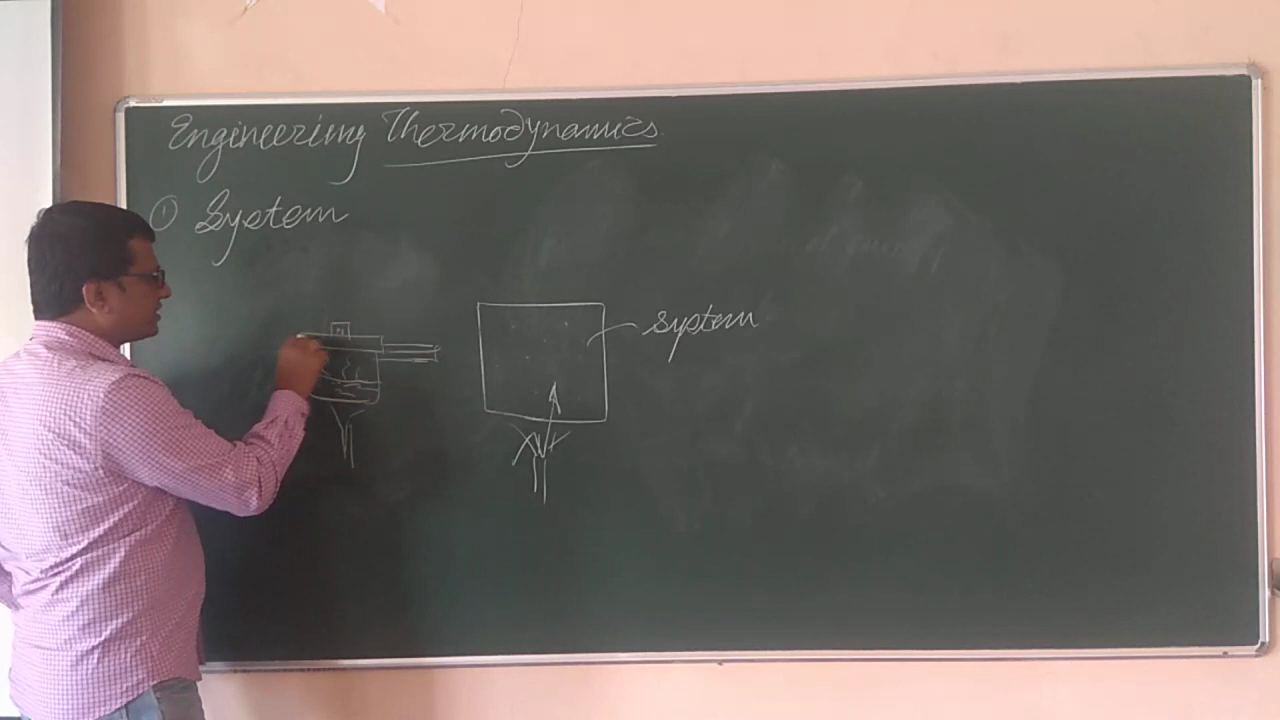 Engineering Thermodynamics
① System
System